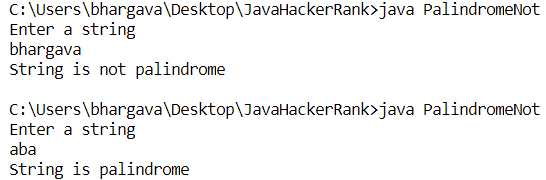 C:\Users\bhargava\Desktop\JavaHackerRank>java PalindromeNot
Enter a string
bhargava
String is not palindrome
C:\Users\bhargava\Desktop\JavaHackerRank>java PalindromeNot
Enter a string
aba
String is palindrome